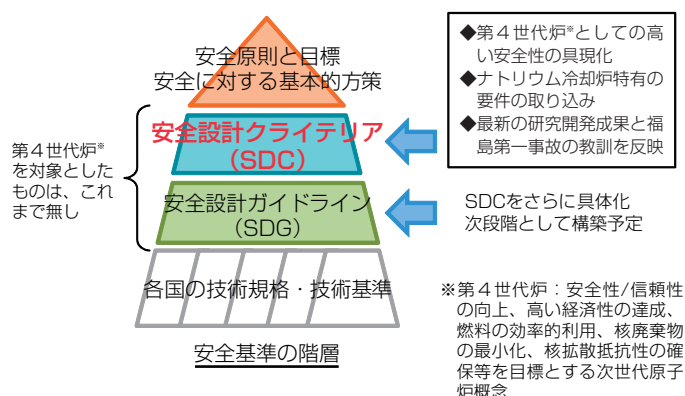 安全原則と目標
安全に対する基本的方策
安全設計クライテリア
（SDC）
安全設計ガイドライン
（SDG）
各国の技術規格・技術基準
安全基準の階層
第４世代炉※
を対象とした
ものは、これ
まで無し
◆第４世代炉※としての高
い安全性の具現化
◆ナトリウム冷却炉特有の
要件の取り込み
◆最新の研究開発成果と福
島第一事故の教訓を反映
SDCをさらに具体化
次段階として構築予定
※第４世代炉：安全性/信頼性
の向上、高い経済性の達成、
燃料の効率的利用、核廃棄物
の最小化、核拡散抵抗性の確
保等を目標とする次世代原子
炉概念